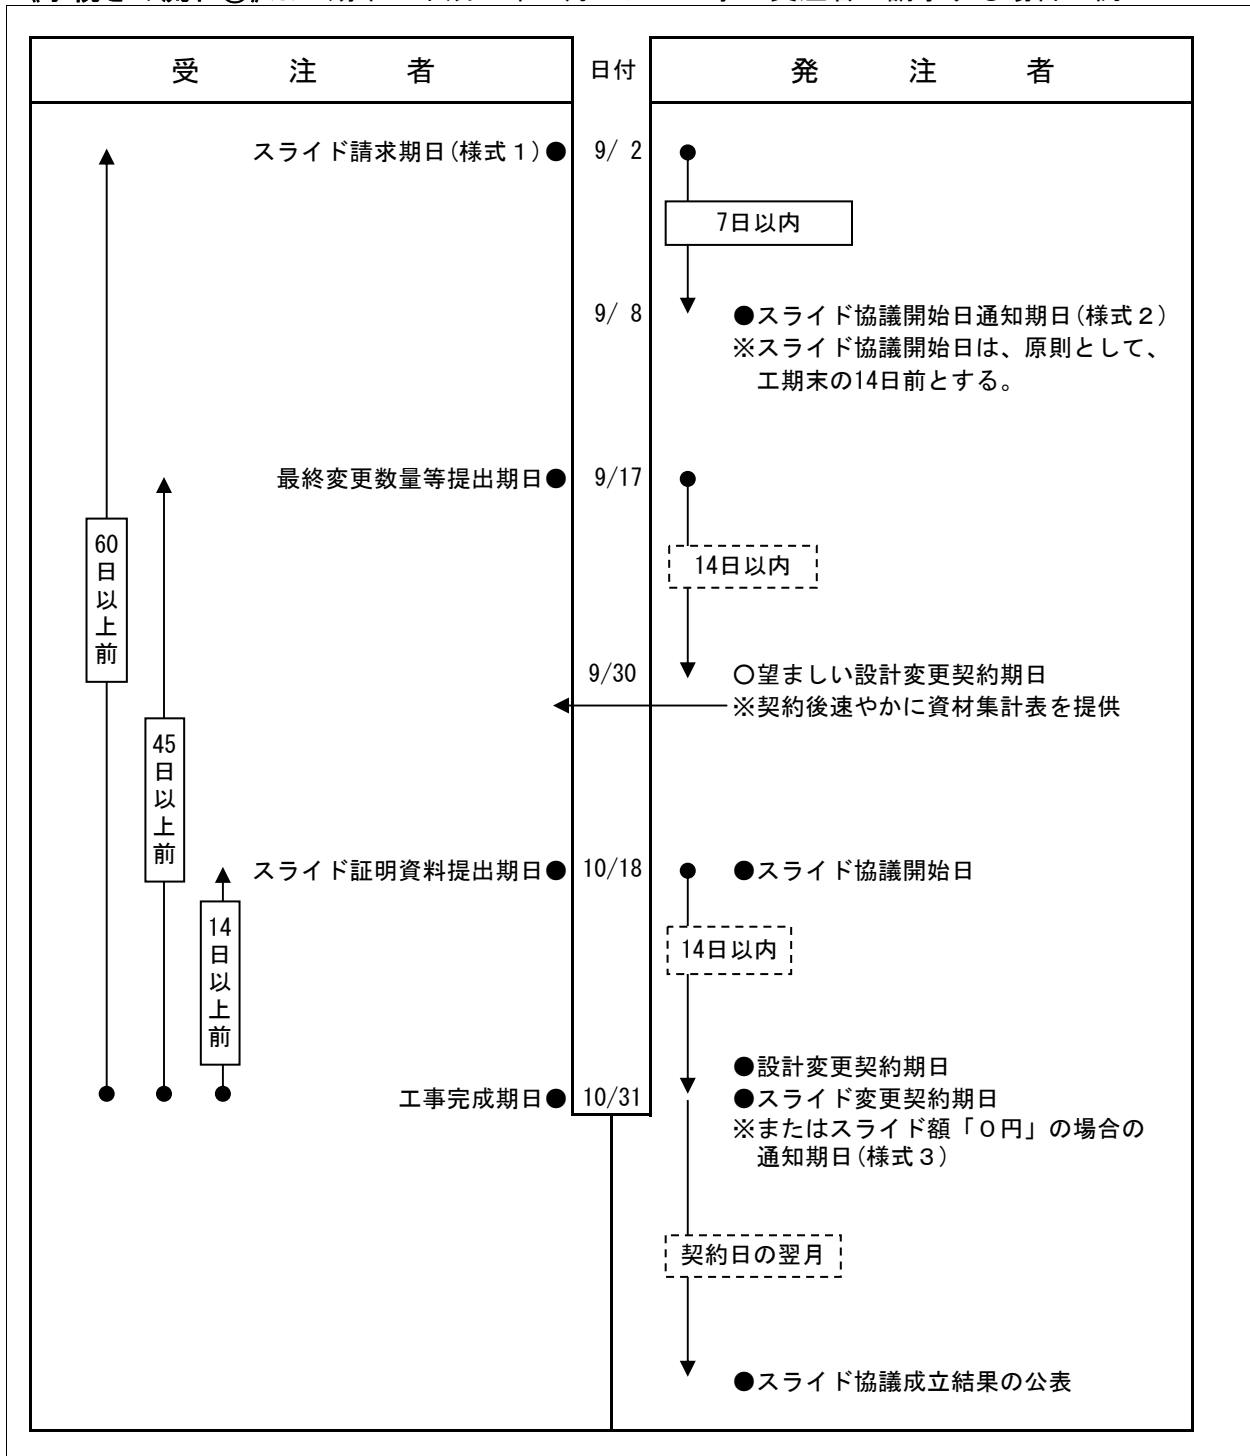 受 注 者 日付 発 注 者
スライド請求期日(様式1)● 9/ 2
7日以内
9/ 8 ●スライド協議開始日通知期日(様式2)
※スライド協議開始日は、原則として、
工期末の14日前とする。
最終変更数量等提出期日● 9/17
14日以内
60日以上前
9/30 ○望ましい設計変更契約期日
※契約後速やかに資材集計表を提供
45日以上前
スライド証明資料提出期日● 10/18 ●スライド協議開始日
14日以上前
14日以内
●設計変更契約期日
工事完成期日● 10/31 ●スライド変更契約期日
※またはスライド額「0円」の場合の
通知期日(様式3)
契約日の翌月
●スライド協議成立結果の公表